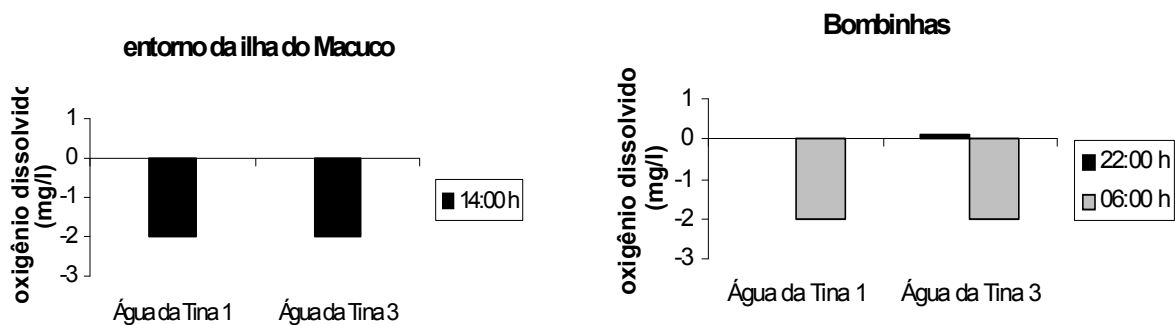 entorno da ilha do Macuco
oxigênio dissolvido
(mg/l)
1
0
-1
-2
-3
Água da Tina 1
Água da Tina 3
14:00 h
Bombinhas
oxigênio dissolvido
(mg/l)
1
0
-1
-2
-3
Água da Tina 1
Água da Tina 3
22:00 h
06:00 h